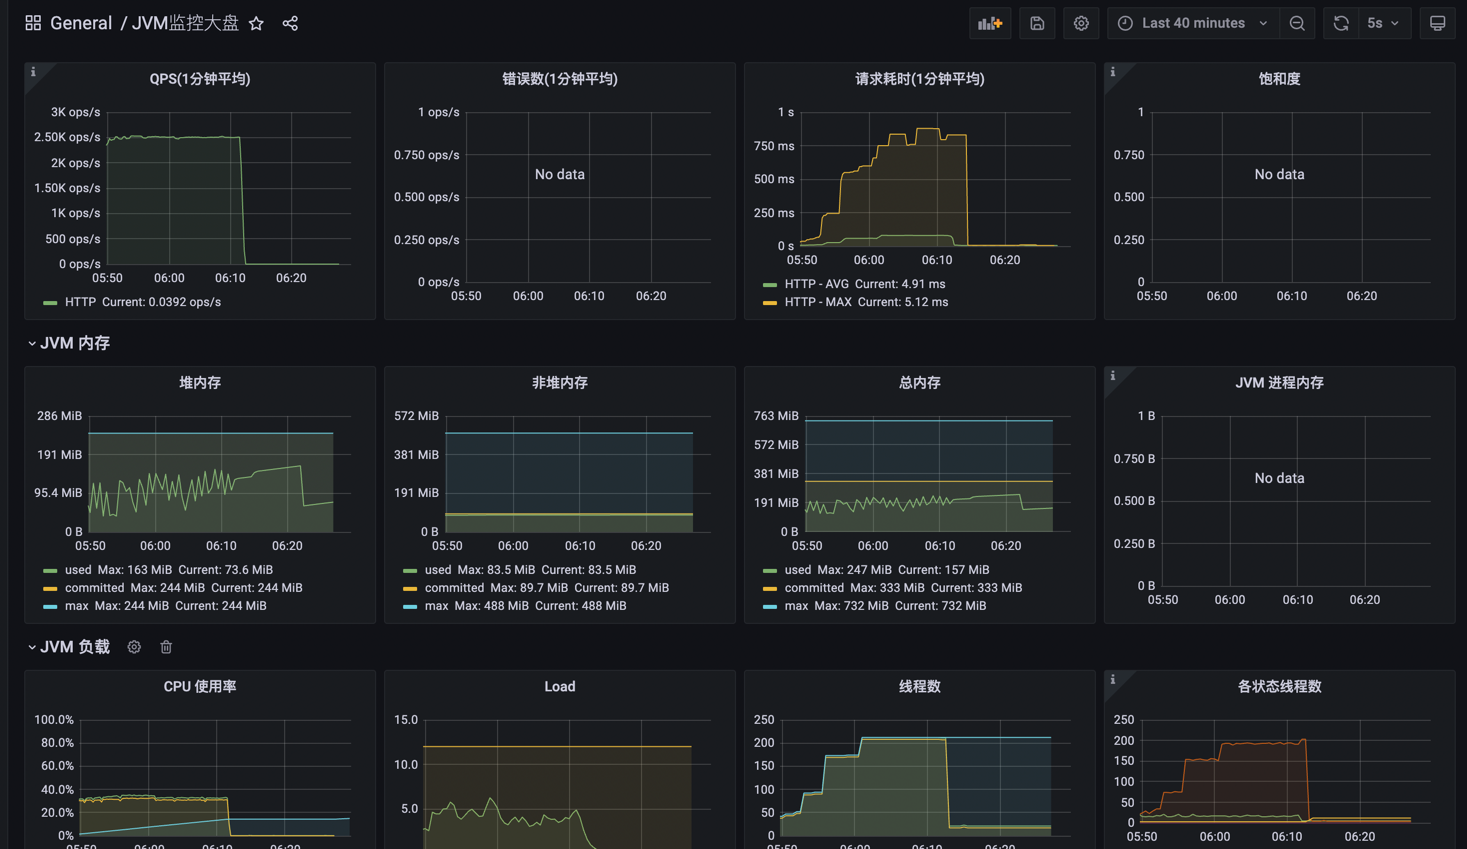 General / JVM监控大盘
Last 40 minutes
5s
QPS(1分钟平均)
3K ops/s
2.50K ops/s
2K ops/s
1.50K ops/s
1K ops/s
500 ops/s
0 ops/s
05:50 06:00 06:10 06:20
HTTP Current: 0.0392 ops/s
错误数(1分钟平均)
1 ops/s
0.750 ops/s
0.500 ops/s
0.250 ops/s
0 ops/s
No data
05:50 06:00 06:10 06:20
请求耗时(1分钟平均)
1 s
750 ms
500 ms
250 ms
0 s
05:50 06:00 06:10 06:20
HTTP - AVG Current: 4.91 ms
HTTP - MAX Current: 5.12 ms
饱和度
1
0.750
0.500
0.250
0
No data
05:50 06:00 06:10 06:20
JVM 内存
堆内存
286 MiB
191 MiB
95.4 MiB
0 B
05:50 06:00 06:10 06:20
used Max: 163 MiB Current: 73.6 MiB
committed Max: 244 MiB Current: 244 MiB
max Max: 244 MiB Current: 244 MiB
非堆内存
572 MiB
381 MiB
191 MiB
0 B
05:50 06:00 06:10 06:20
used Max: 83.5 MiB Current: 83.5 MiB
committed Max: 89.7 MiB Current: 89.7 MiB
max Max: 488 MiB Current: 488 MiB
总内存
763 MiB
572 MiB
381 MiB
191 MiB
0 B
05:50 06:00 06:10 06:20
used Max: 247 MiB Current: 157 MiB
committed Max: 333 MiB Current: 333 MiB
max Max: 732 MiB Current: 732 MiB
JVM 进程内存
1 B
0.750 B
0.500 B
0.250 B
0 B
No data
05:50 06:00 06:10 06:20
JVM 负载
CPU 使用率
100.0%
80.0%
60.0%
40.0%
20.0%
0%
05:50 06:00 06:10 06:20
Load
15.0
10.0
5.0
线程数
250
200
150
100
50
0
05:50 06:00 06:10 06:20
各状态线程数
250
200
150
100
50
0
05:50 06:00 06:10 06:20